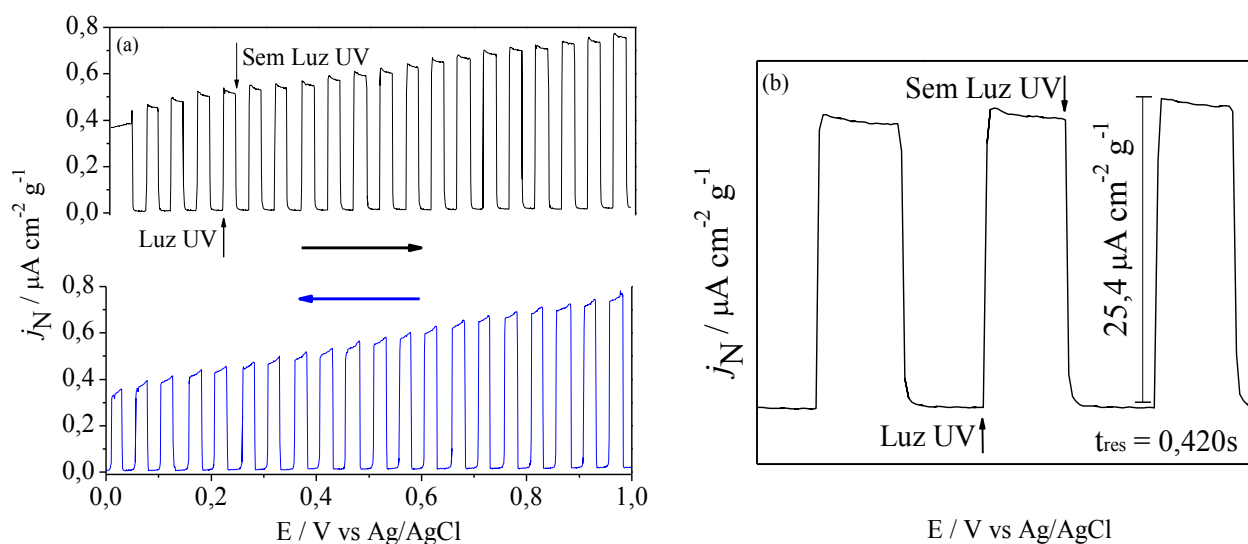 (a)
0,8
0,6
0,4
0,2
0,0
Sem Luz UV
Luz UV
0,8
0,6
0,4
0,2
0,0
jN / μA cm-2 g-1
0,0 0,2 0,4 0,6 0,8 1,0
E / V vs Ag/AgCl
(b)
Sem Luz UV
25,4 μA cm-2 g-1
Luz UV
tres = 0,420s
jN / μA cm-2 g-1
E / V vs Ag/AgCl